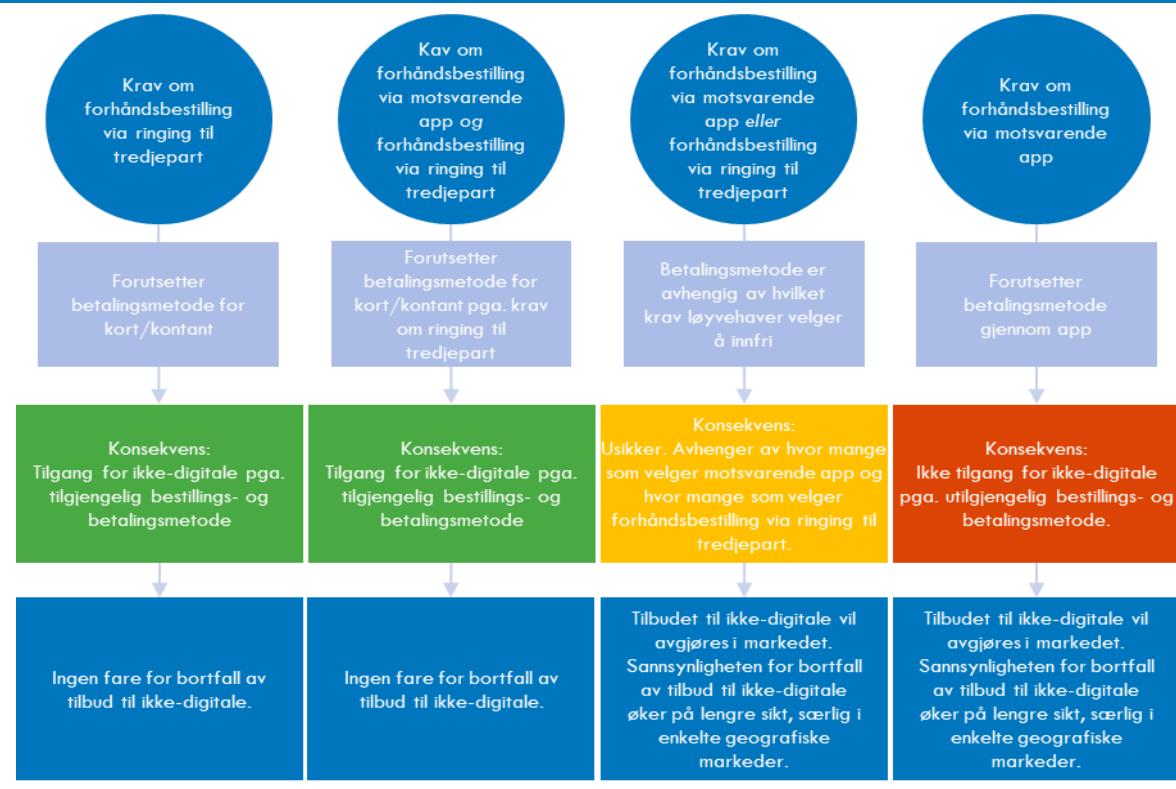 Krav om
forhåndsbestilling
via ringing til
tredjepart
Forutsetter
betalingsmetode for
kort/kontant
Konsekvens:
Tilgang for ikke-digitale pga.
tilgjengelig bestillings- og
betalingsmetode
Ingen fare for bortfall av
tilbud til ikke-digitale.
Kav om
forhåndsbestilling
via motsvarende
app og
forhåndsbestilling
via ringing til
tredjepart
Forutsetter
betalingsmetode for
kort/kontant pga. krav
om ringing til
tredjepart
Konsekvens:
Tilgang for ikke-digitale pga.
tilgjengelig bestillings- og
betalingsmetode
Ingen fare for bortfall av
tilbud til ikke-digitale.
Krav om
forhåndsbestilling
via motsvarende
app eller
forhåndsbestilling
via ringing til
tredjepart
Betalingsmetode er
avhengig av hvilket
krav løyvehaver velger
å innfri
Konsekvens:
Usikker. Avhenger av hvor mange
som velger motsvarende app og
hvor mange som velger
forhåndsbestilling via ringing til
tredjepart.
Tilbudet til ikke-digitale vil
avgjøres i markedet.
Sannsynligheten for bortfall
av tilbud til ikke-digitale
øker på lengre sikt, særlig i
enkelte geografiske
markeder.
Krav om
forhåndsbestilling
via motsvarende
app
Forutsetter
betalingsmetode
gjennom app
Konsekvens:
Ikke tilgang for ikke-digitale
pga. utilgjengelig bestillings- og
betalingsmetode.
Tilbudet til ikke-digitale vil
avgjøres i markedet.
Sannsynligheten for bortfall
av tilbud til ikke-digitale
øker på lengre sikt, særlig i
enkelte geografiske
markeder.